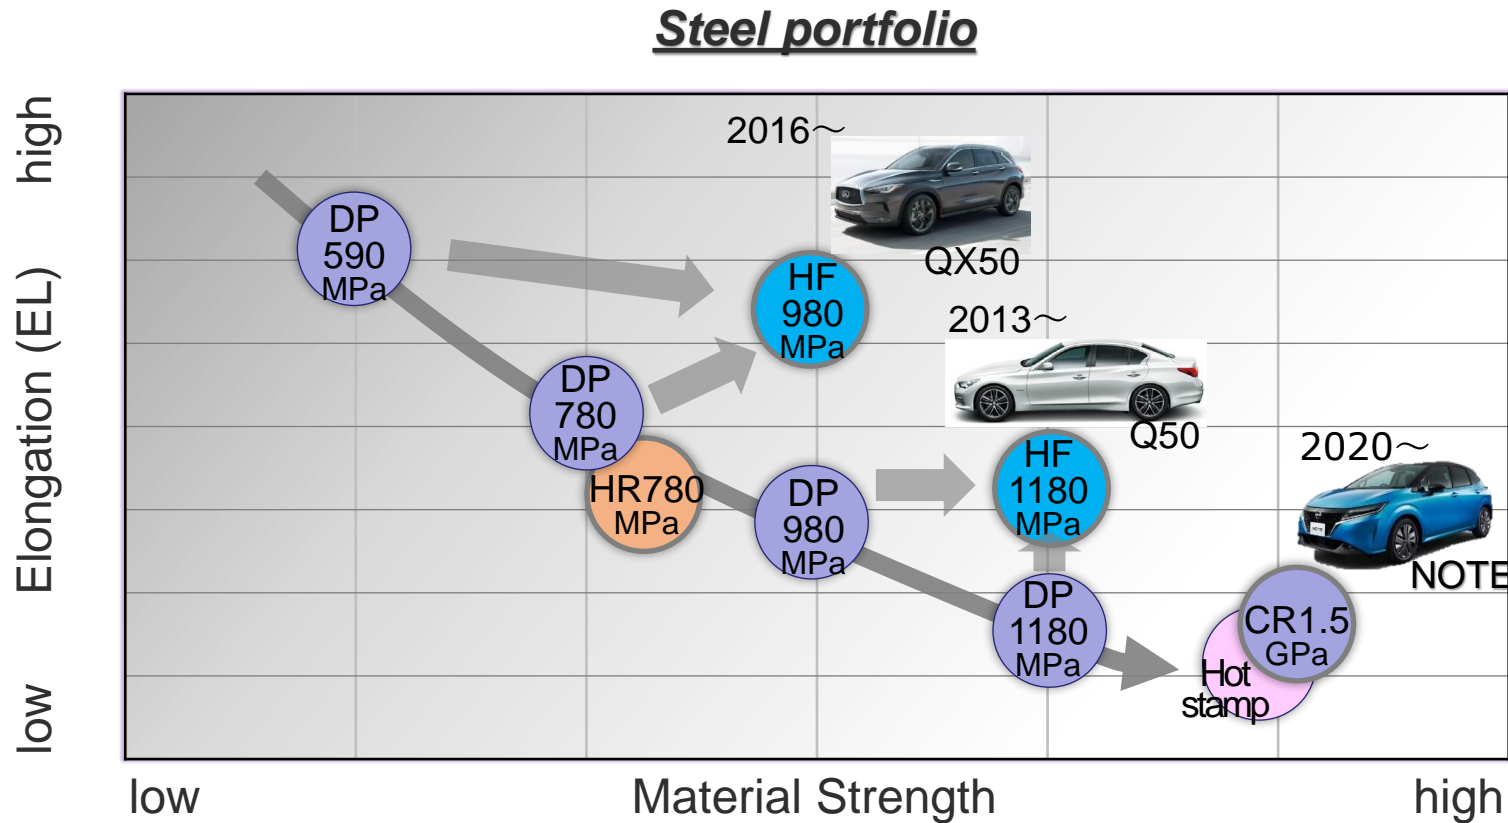 Steel portfolio
high
Elongation (EL)
low
2016～
QX50
DP
590
MPa
HF
980
MPa
2013～
Q50
DP
780
MPa
HR780
MPa
DP
980
MPa
HF
1180
MPa
2020～
NOTE
DP
1180
MPa
CR1.5
GPa
Hot
stamp
low
Material Strength
high